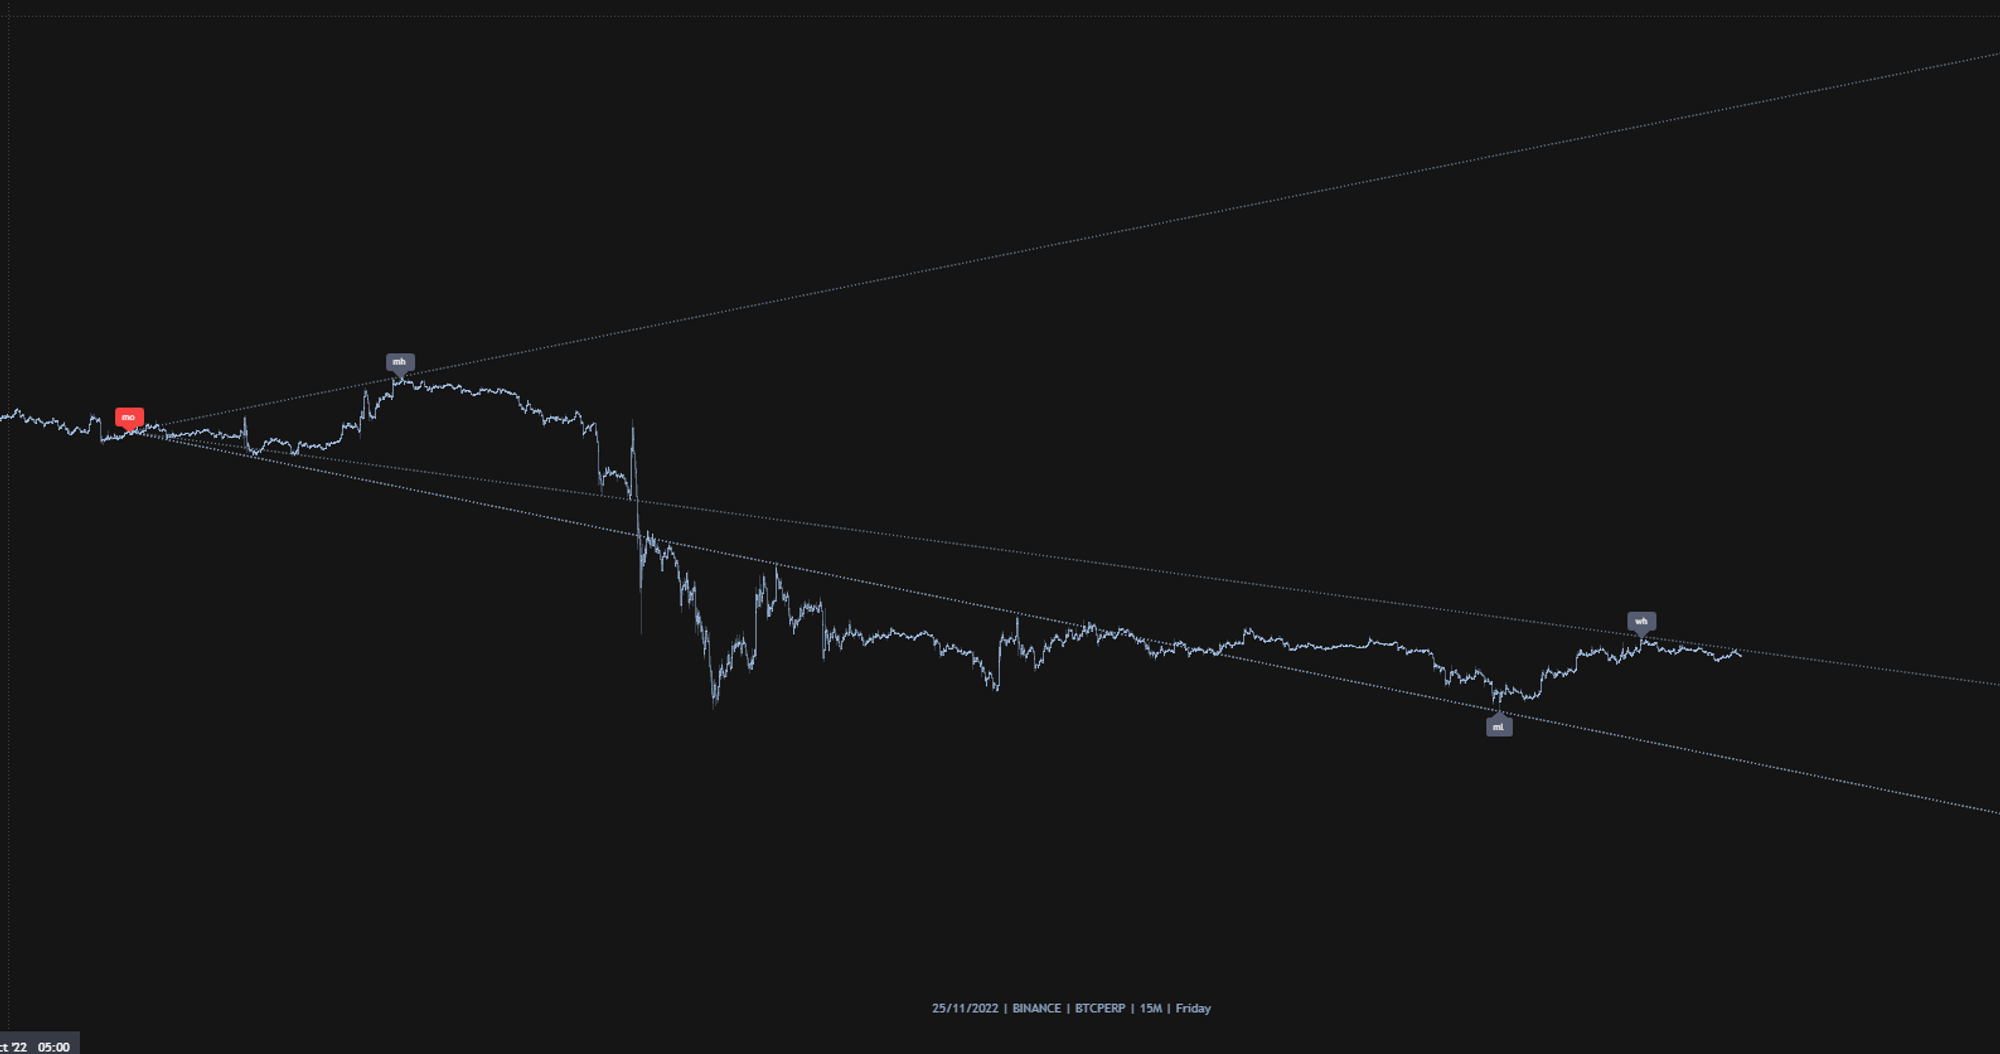 mh
mo
wh
ml
25/11/2022 | BINANCE | BTCPERP | 15M | Friday
ct '22 05:00